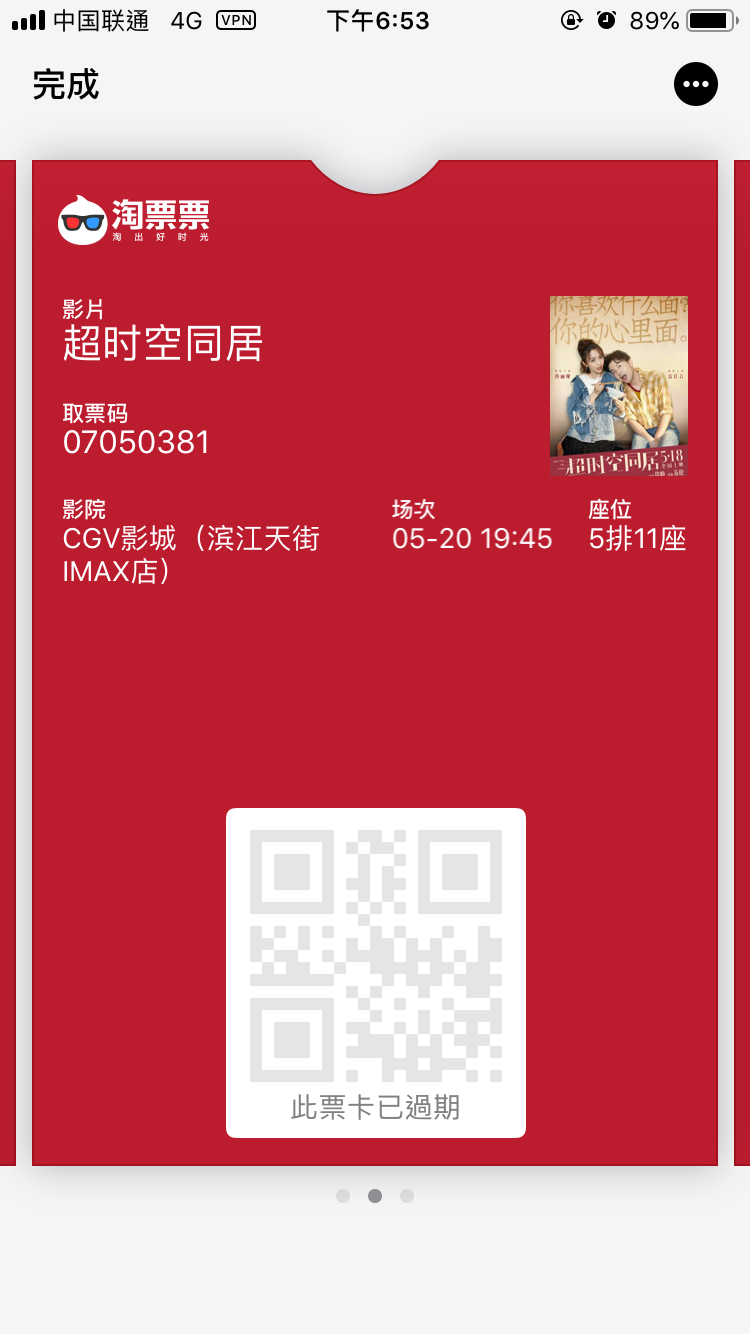 中国联通 4G VPN 下午6:53 89%
完成
淘票票
淘出好时光
影片
超时空同居
你喜欢什么面?
你的心里面。
取票码
07050381
超时空同居 5·18
全国上映
影院 场次 座位
CGV影城（滨江天街 05-20 19:45 5排11座
IMAX店）
此票卡已過期